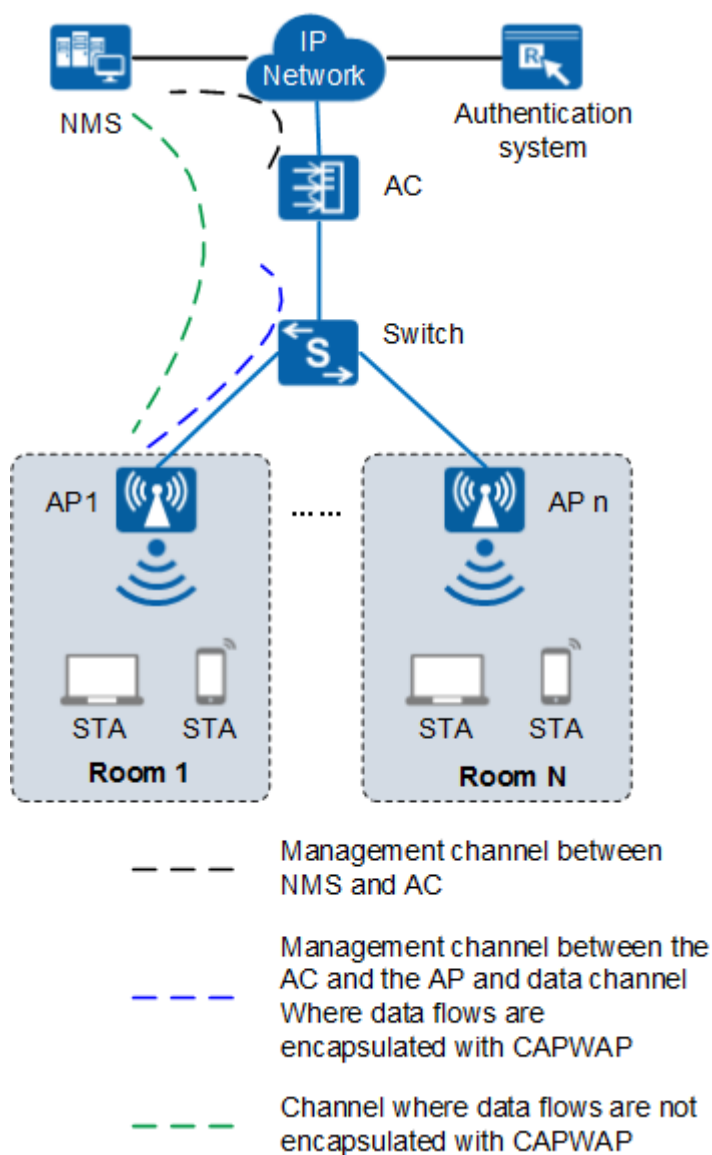 IP
Network
NMS
R
Authentication
system
AC
S
Switch
AP1
... ...
AP n
STA
STA
STA
STA
Room 1
Room N
Management channel between
NMS and AC
Management channel between the
AC and the AP and data channel
Where data flows are
encapsulated with CAPWAP
Channel where data flows are not
encapsulated with CAPWAP